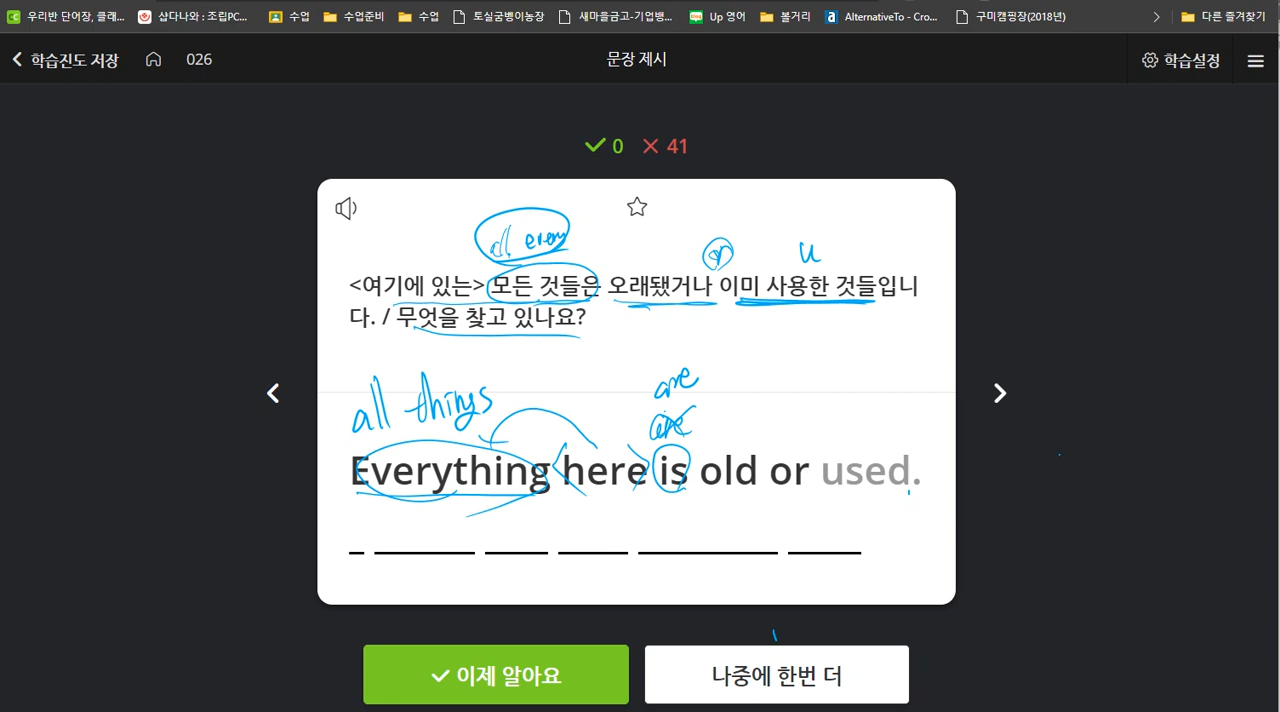 우리반 단어장, 클래... 샵다나와 : 조립PC... 수업 수업준비 수업 토실굼벵이농장 새마을금고-기업뱅... Up 영어 볼거리 AlternativeTo - Cro... 구미캠핑장(2018년) 다른 즐겨찾기
학습진도 저장 026 문장 제시 학습설정
0 41
all every or u
<여기에 있는> 모든 것들은 오래됐거나 이미 사용한 것들입니
다. / 무엇을 찾고 있나요?
are
all things are
Everything here is old or used.
이제 알아요 나중에 한번 더